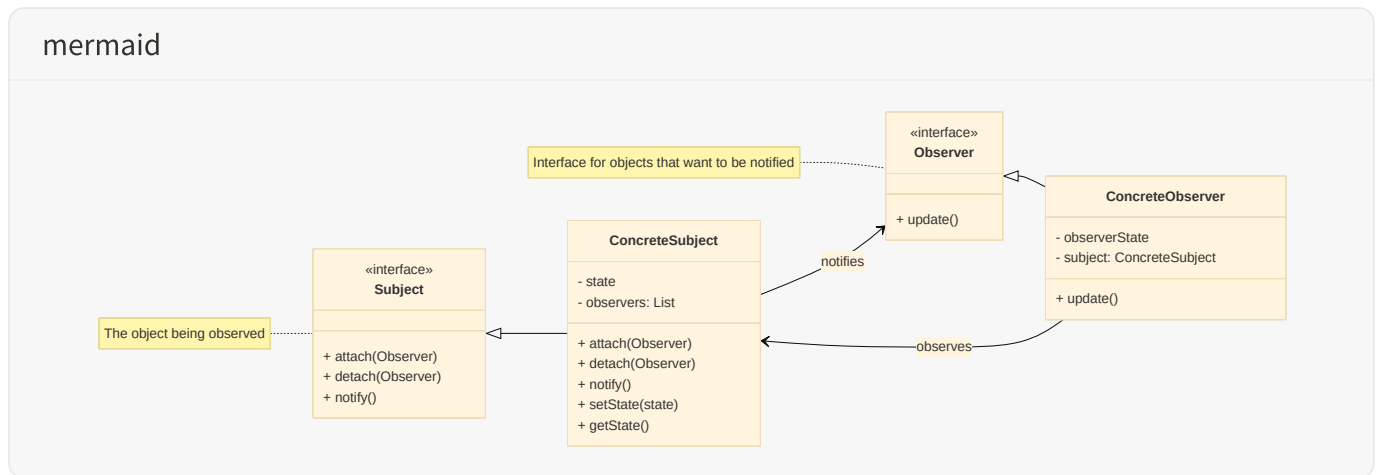 mermaid
Interface for objects that want to be notified
«interface»
Observer
+ update()
ConcreteObserver
- observerState
- subject: ConcreteSubject
+ update()
notifies
ConcreteSubject
- state
- observers: List
+ attach(Observer)
+ detach(Observer)
+ notify()
+ setState(state)
+ getState()
«interface»
Subject
+ attach(Observer)
+ detach(Observer)
+ notify()
The object being observed
observes